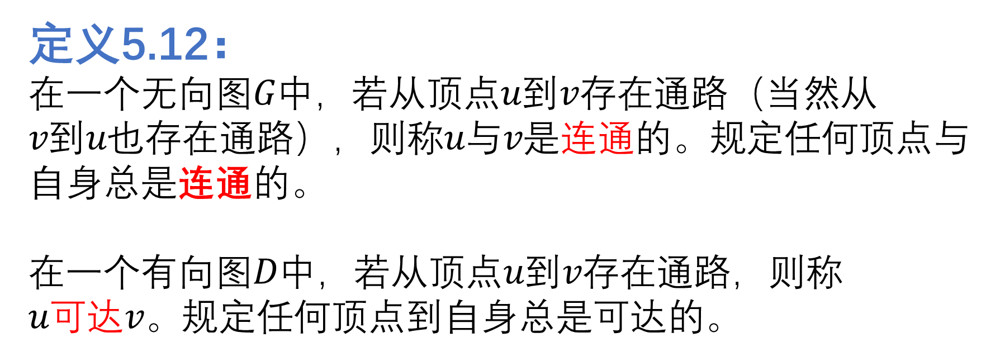 定义5.12：
在一个无向图G中，若从顶点u到v存在通路（当然从
v到u也存在通路），则称u与v是连通的。规定任何顶点与
自身总是连通的。
在一个有向图D中，若从顶点u到v存在通路，则称
u可达v。规定任何顶点到自身总是可达的。